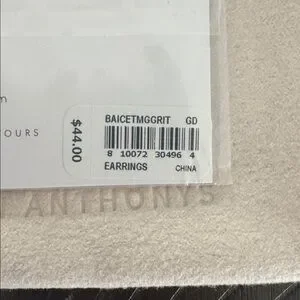 m
OURS
$44.00
BAICETMGGRIT GD
8 10072 30496 4
EARRINGS CHINA
ANTHONYS